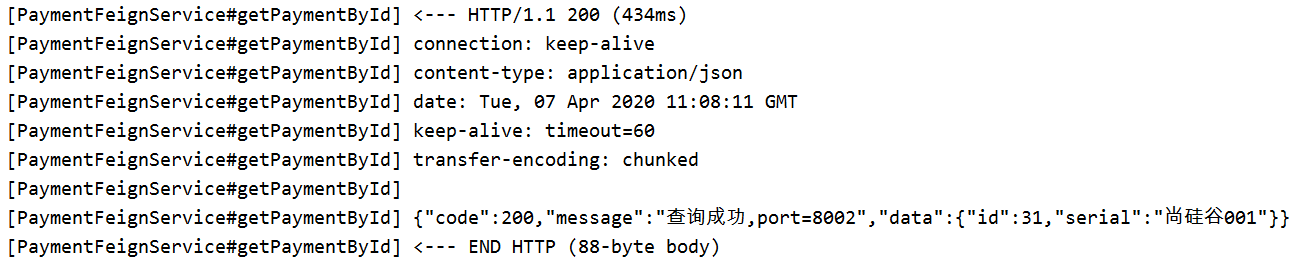 [PaymentFeignService#getPaymentById] <--- HTTP/1.1 200 (434ms)
[PaymentFeignService#getPaymentById] connection: keep-alive
[PaymentFeignService#getPaymentById] content-type: application/json
[PaymentFeignService#getPaymentById] date: Tue, 07 Apr 2020 11:08:11 GMT
[PaymentFeignService#getPaymentById] keep-alive: timeout=60
[PaymentFeignService#getPaymentById] transfer-encoding: chunked
[PaymentFeignService#getPaymentById]
[PaymentFeignService#getPaymentById] {"code":200,"message":"查询成功,port=8002","data":{"id":31,"serial":"尚硅谷001"}}
[PaymentFeignService#getPaymentById] <--- END HTTP (88-byte body)